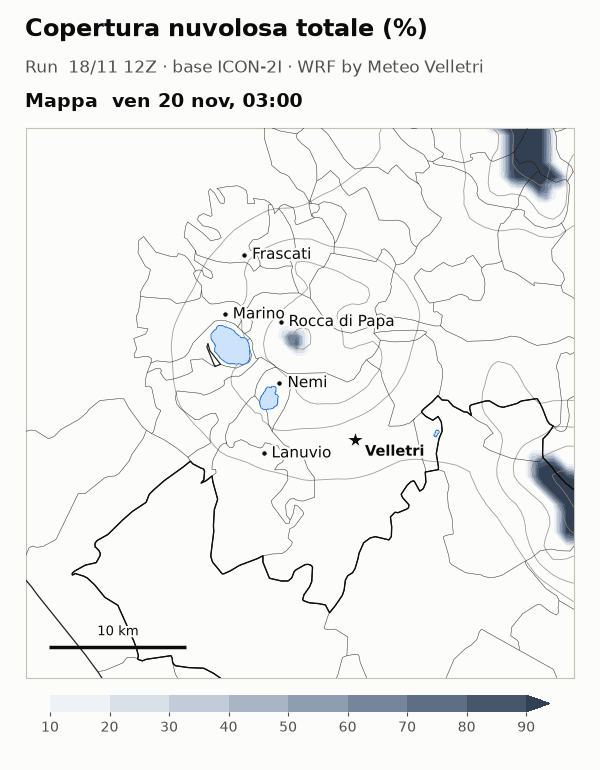 Copertura nuvolosa totale (%)
Run  18/11 12Z · base ICON-2I · WRF by Meteo Velletri
Mappa  ven 20 nov, 03:00
Frascati
Marino
Rocca di Papa
Nemi
Velletri
Lanuvio
10 km
10 20 30 40 50 60 70 80 90